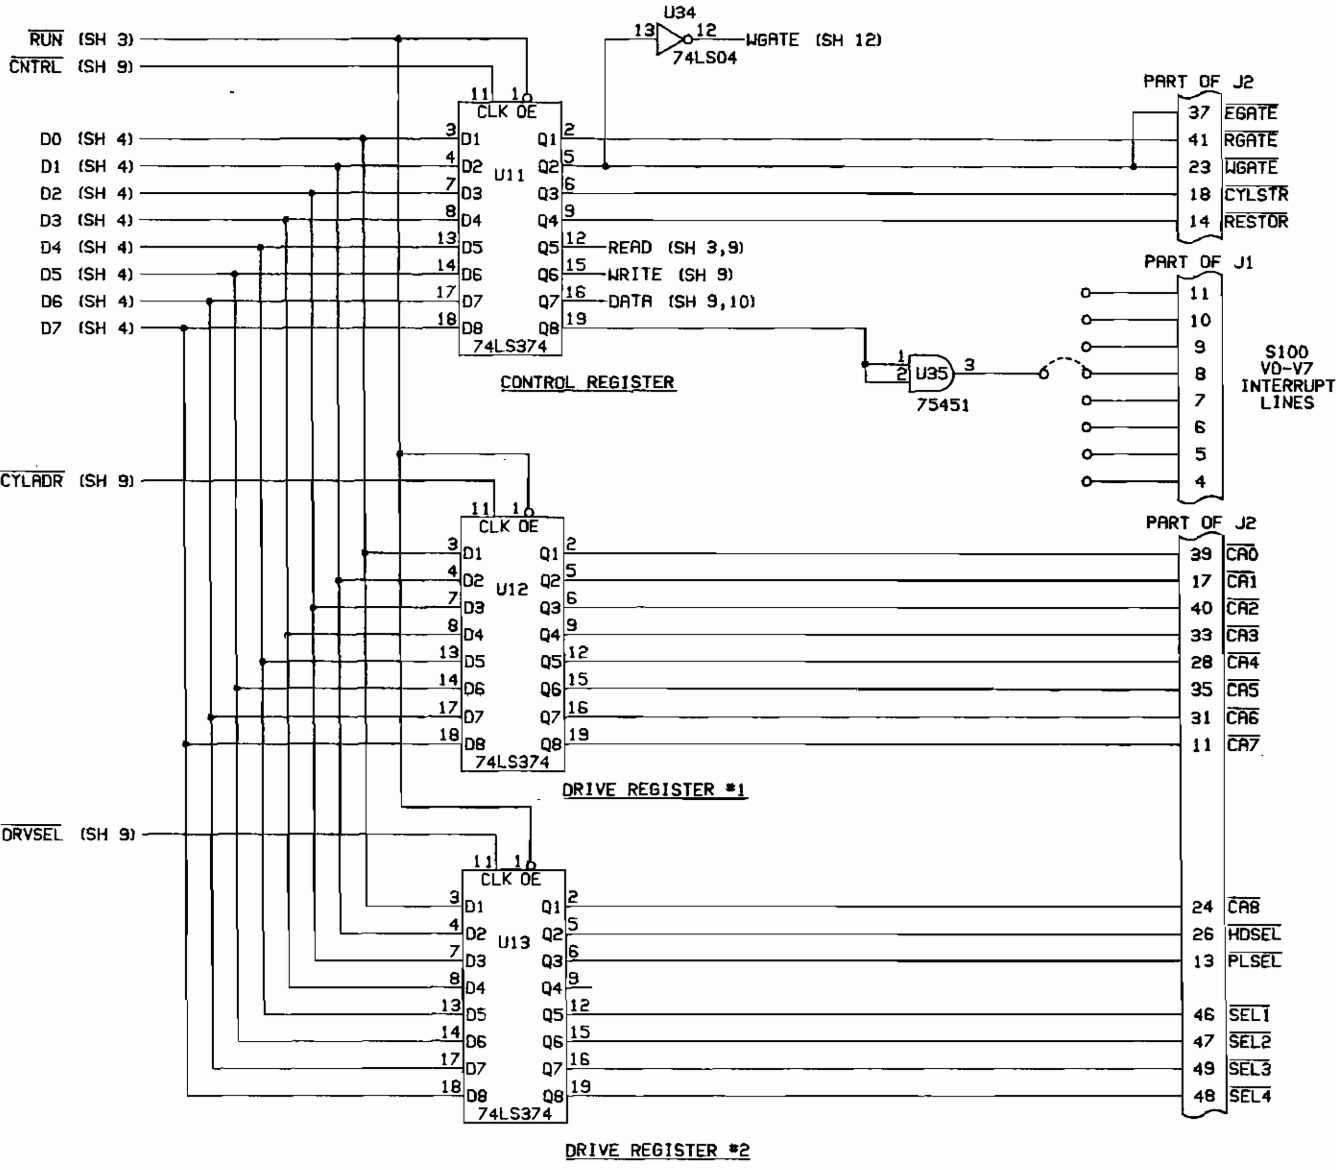 U34
13 12 WGATE (SH 12)
74LS04
RUN (SH 3)
CNTRL (SH 9)
PART OF J2
11 1
CLK OE
37 EGATE
D0 (SH 4) 3 D1 Q1 2 41 RGATE
D1 (SH 4) 4 D2 Q2 5 23 WGATE
U11
D2 (SH 4) 7 D3 Q3 6 18 CYLSTR
D3 (SH 4) 8 D4 Q4 9 14 RESTOR
D4 (SH 4) 13 D5 Q5 12 READ (SH 3,9)
D5 (SH 4) 14 D6 Q6 15 WRITE (SH 9)
D6 (SH 4) 17 D7 Q7 16 DATA (SH 9,10)
D7 (SH 4) 18 D8 Q8 19
74LS374
CONTROL REGISTER
PART OF J1
11
10
9
8
7
6
5
4
S100
V0-V7
INTERRUPT
LINES
1
2 U35 3
75451
CYLADR (SH 9)
11 1
CLK OE
PART OF J2
3 D1 Q1 2 39 CA0
4 D2 Q2 5 17 CA1
U12
7 D3 Q3 6 40 CA2
8 D4 Q4 9 33 CA3
13 D5 Q5 12 28 CA4
14 D6 Q6 15 35 CA5
17 D7 Q7 16 31 CA6
18 D8 Q8 19 11 CA7
74LS374
DRIVE REGISTER #1
DRVSEL (SH 9)
11 1
CLK OE
3 D1 Q1 2 24 CA8
4 D2 Q2 5 26 HDSEL
U13
7 D3 Q3 6 13 PLSEL
8 D4 Q4 9
13 D5 Q5 12 46 SEL1
14 D6 Q6 15 47 SEL2
17 D7 Q7 16 49 SEL3
18 D8 Q8 19 48 SEL4
74LS374
DRIVE REGISTER #2